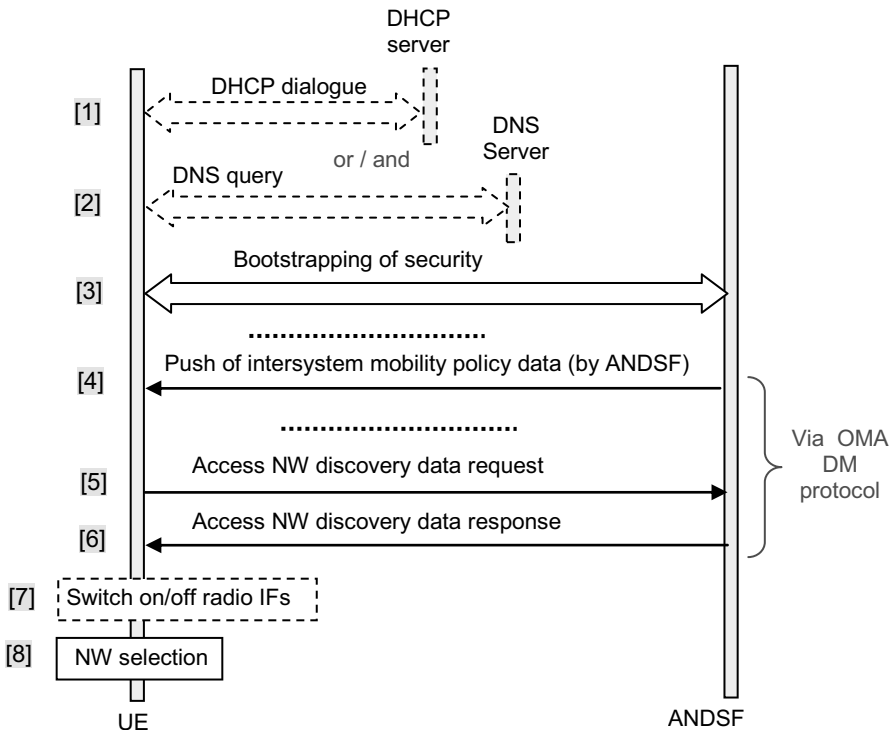 DHCP
server
DHCP dialogue
[1]
DNS
Server
or / and
DNS query
[2]
Bootstrapping of security
[3]
Push of intersystem mobility policy data (by ANDSF)
[4]
Via OMA
DM
protocol
Access NW discovery data request
[5]
Access NW discovery data response
[6]
[7]
Switch on/off radio IFs
[8]
NW selection
UE
ANDSF